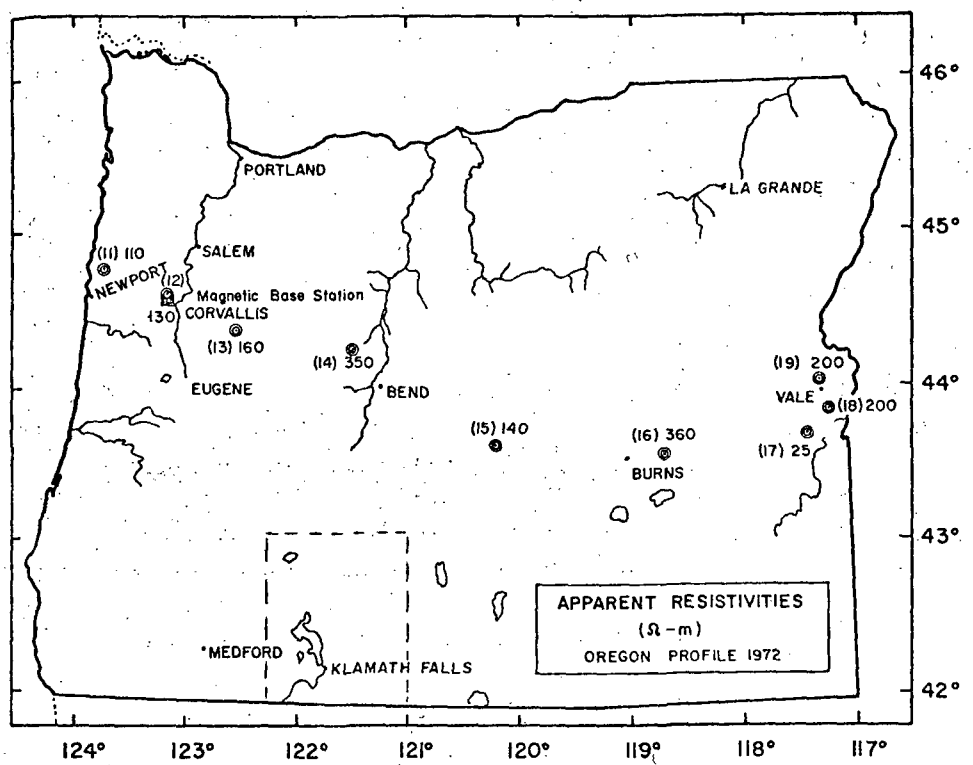 46°
PORTLAND
LA GRANDE
45°
(11) 110
SALEM
NEWPORT
(12)
Magnetic Base Station
130
CORVALLIS
(13) 160
(14) 350
(19) 200
44°
EUGENE
BEND
VALE
(18) 200
(15) 140
(16) 360
(17) 25
BURNS
43°
APPARENT RESISTIVITIES
(Ω-m)
OREGON PROFILE 1972
MEDFORD
KLAMATH FALLS
42°
124° 123° 122° 121° 120° 119° 118° 117°